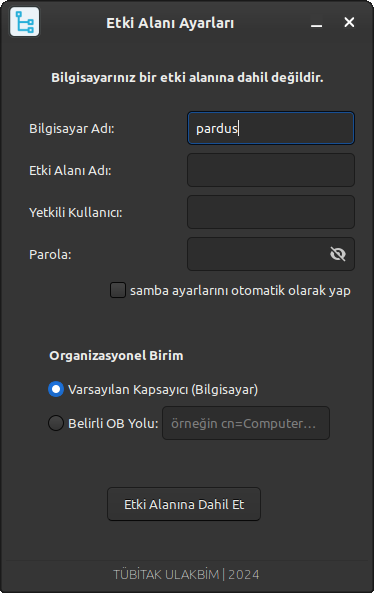 Etki Alanı Ayarları
Bilgisayarınız bir etki alanına dahil değildir.
Bilgisayar Adı: pardus
Etki Alanı Adı:
Yetkili Kullanıcı:
Parola:
samba ayarlarını otomatik olarak yap
Organizasyonel Birim
Varsayılan Kapsayıcı (Bilgisayar)
Belirli OB Yolu: örneğin cn=Computer...
Etki Alanına Dahil Et
TÜBİTAK ULAKBİM | 2024